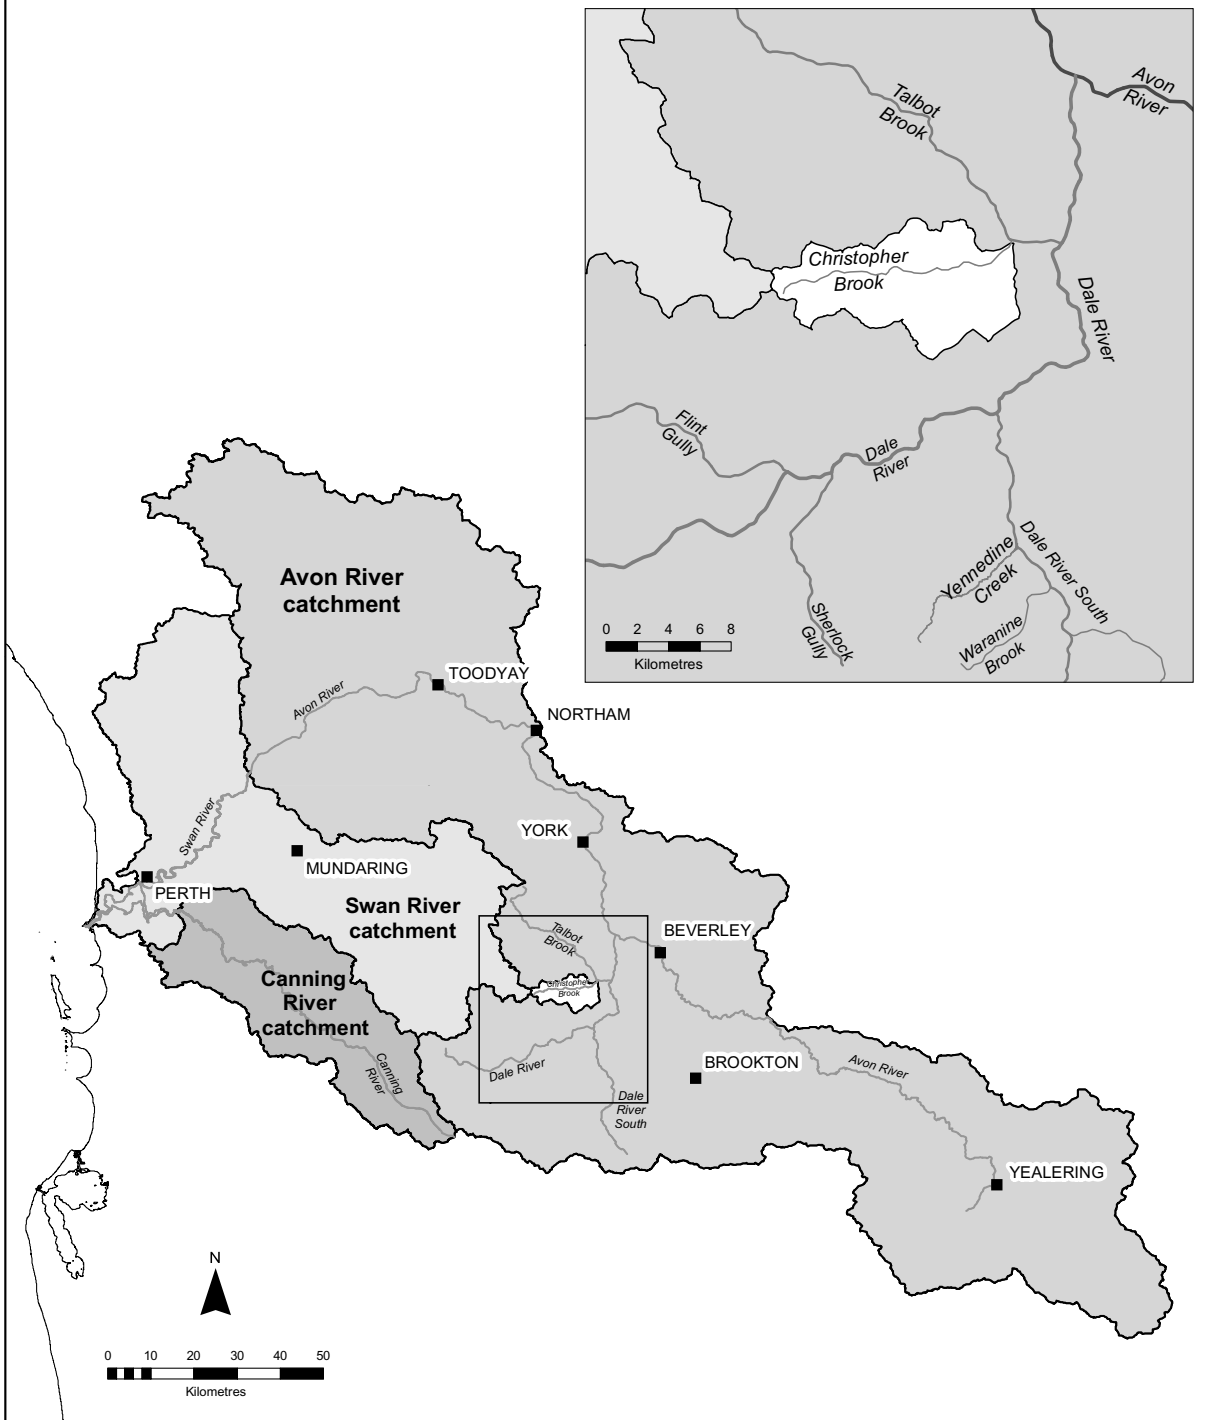 Avon
River
Talbot
Brook
Christopher
Brook
Dale River
Flint
Gully
Dale
River
Dale River South
Yennedine
Creek
Waranine
Brook
Sherlock
Gully
0 2 4 6 8
Kilometres
Avon River
catchment
TOODYAY
Avon River
NORTHAM
Swan River
YORK
MUNDARING
PERTH
Swan River
catchment
BEVERLEY
Talbot
Brook
Canning
River
catchment
Christopher
Brook
Canning
River
Dale River
BROOKTON
Avon River
Dale
River
South
YEALERING
N
0 10 20 30 40 50
Kilometres